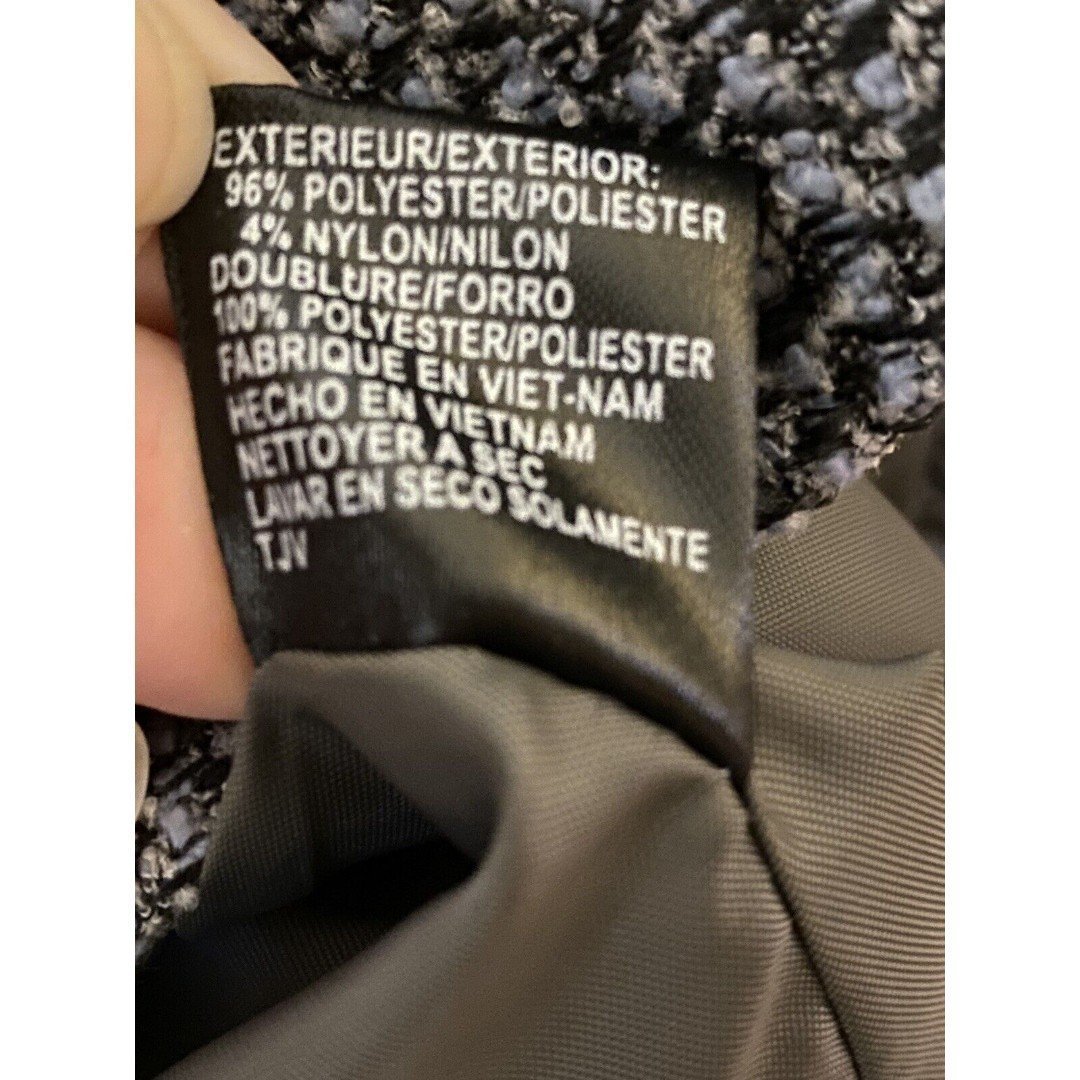 EXTERIEUR/EXTERIOR:
96% POLYESTER/POLIESTER
4% NYLON/NILON
DOUBLURE/FORRO
100% POLYESTER/POLIESTER
FABRIQUE EN VIET-NAM
HECHO EN VIETNAM
NETTOYER A SEC
LAVAR EN SECO SOLAMENTE
TJV